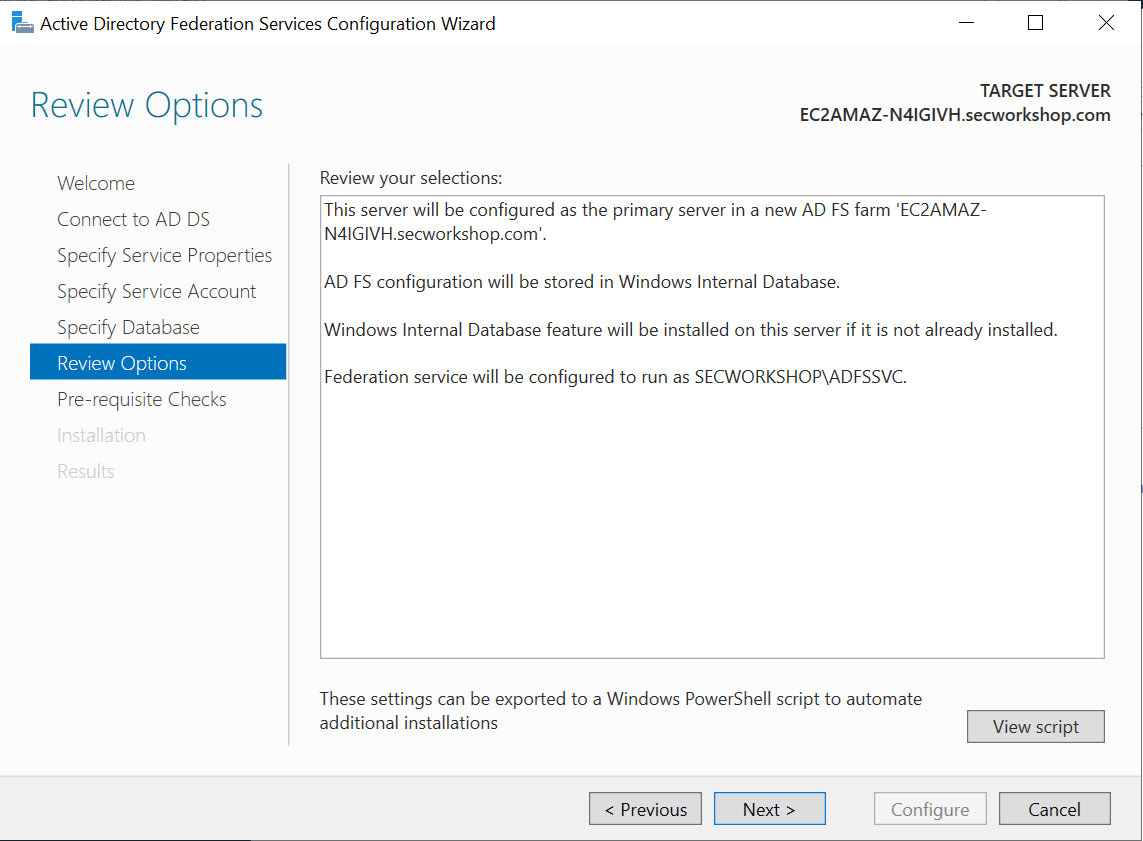 Active Directory Federation Services Configuration Wizard
Review Options
TARGET SERVER
EC2AMAZ-N4IGIVH.secworkshop.com
Welcome
Connect to AD DS
Specify Service Properties
Specify Service Account
Specify Database
Review Options
Pre-requisite Checks
Installation
Results
Review your selections:
This server will be configured as the primary server in a new AD FS farm 'EC2AMAZ-
N4IGIVH.secworkshop.com'.
AD FS configuration will be stored in Windows Internal Database.
Windows Internal Database feature will be installed on this server if it is not already installed.
Federation service will be configured to run as SECWORKSHOP\ADFSSVC.
These settings can be exported to a Windows PowerShell script to automate
additional installations
View script
< Previous
Next >
Configure
Cancel